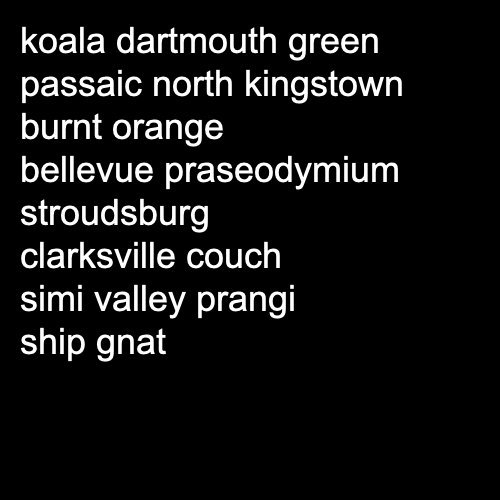 koala dartmouth green
passaic north kingstown
burnt orange
bellevue praseodymium
stroudsburg
clarksville couch
simi valley prangi
ship gnat